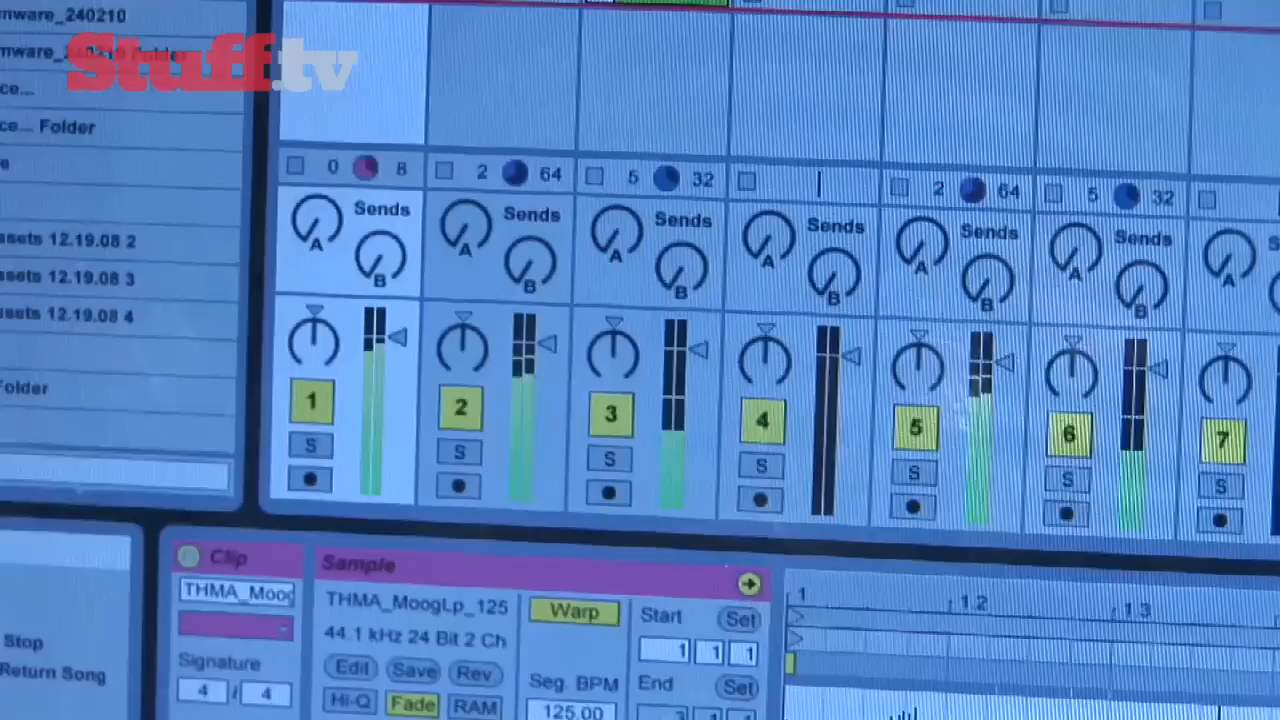 mware_240210
mware_240210 Folder
Stuff.tv
ce...
ce... Folder
e
ssets 12.19.08 2
ssets 12.19.08 3
ssets 12.19.08 4
Folder
0 8 2 64 5 32 2 64 5 32
Sends Sends Sends Sends Sends Sends S
A B A B A B A B A B A B A
1 2 3 4 5 6 7
S S S S S S S
Clip
THMA_Moog
Signature
4 / 4
Sample
THMA_MoogLp_125
44.1 kHz 24 Bit 2 Ch
Edit Save Rev
Hi-Q Fade RAM
Warp
Seg. BPM
125.00
Start Set
1 1 1
End Set
1 1.2 1.3
Stop
Return Song